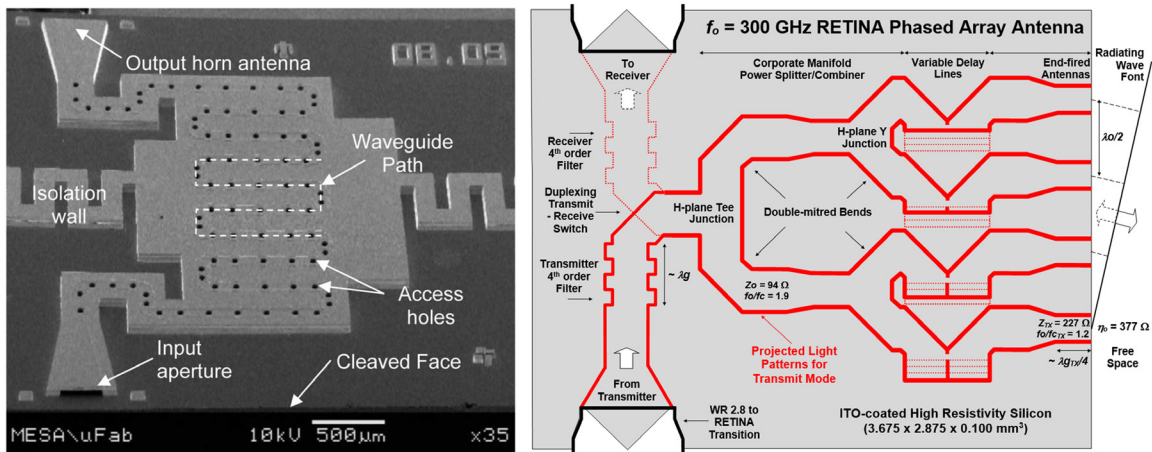 08.09
Output horn antenna
Waveguide
Path
Isolation
wall
Access
holes
Input
aperture
Cleaved Face
MESA\uFab
10kV
500μm
x35
fₒ = 300 GHz RETINA Phased Array Antenna
To
Receiver
Corporate Manifold
Power Splitter/Combiner
Variable Delay
Lines
End-fired
Antennas
Radiating
Wave
Font
Receiver
4th order
Filter
H-plane Y
Junction
λo/2
Duplexing
Transmit
- Receive
Switch
H-plane Tee
Junction
Double-mitred Bends
Transmitter
4th order
Filter
~ λg
Zo = 94 Ω
fo/fc = 1.9
Projected Light
Patterns for
Transmit Mode
ZTX = 227 Ω
fo/fcTX = 1.2
ηₒ = 377 Ω
~ λgTX/4
Free
Space
From
Transmitter
WR 2.8 to
RETINA
Transition
ITO-coated High Resistivity Silicon
(3.675 x 2.875 x 0.100 mm³)